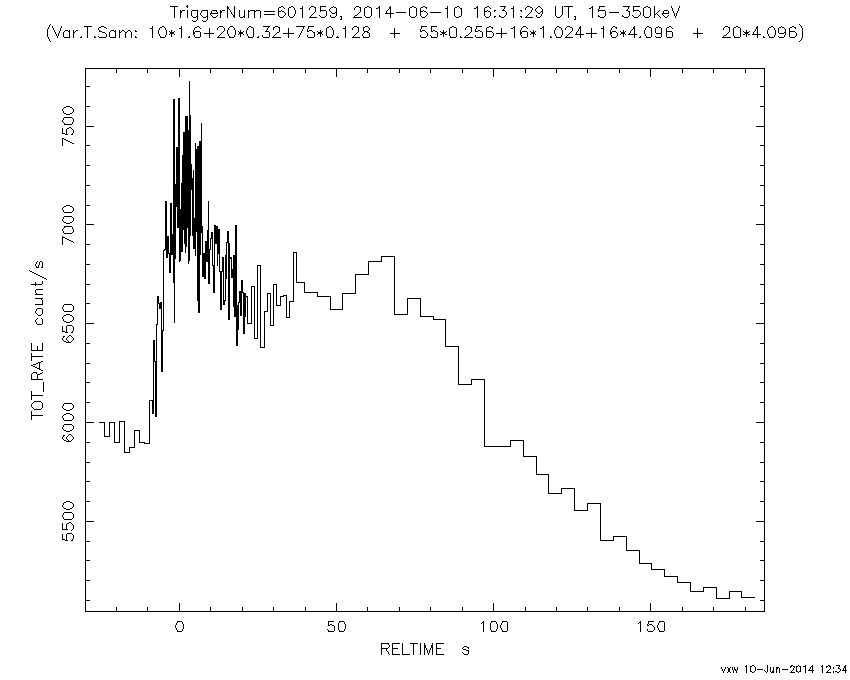 TriggerNum=601259, 2014-06-10 16:31:29 UT, 15-350keV
(Var.T.Sam: 10*1.6+20*0.32+75*0.128 + 55*0.256+16*1.024+16*4.096 + 20*4.096)
7500
7000
6500
6000
5500
TOT_RATE count/s
0 50 100 150
RELTIME s
vxw 10-Jun-2014 12:34